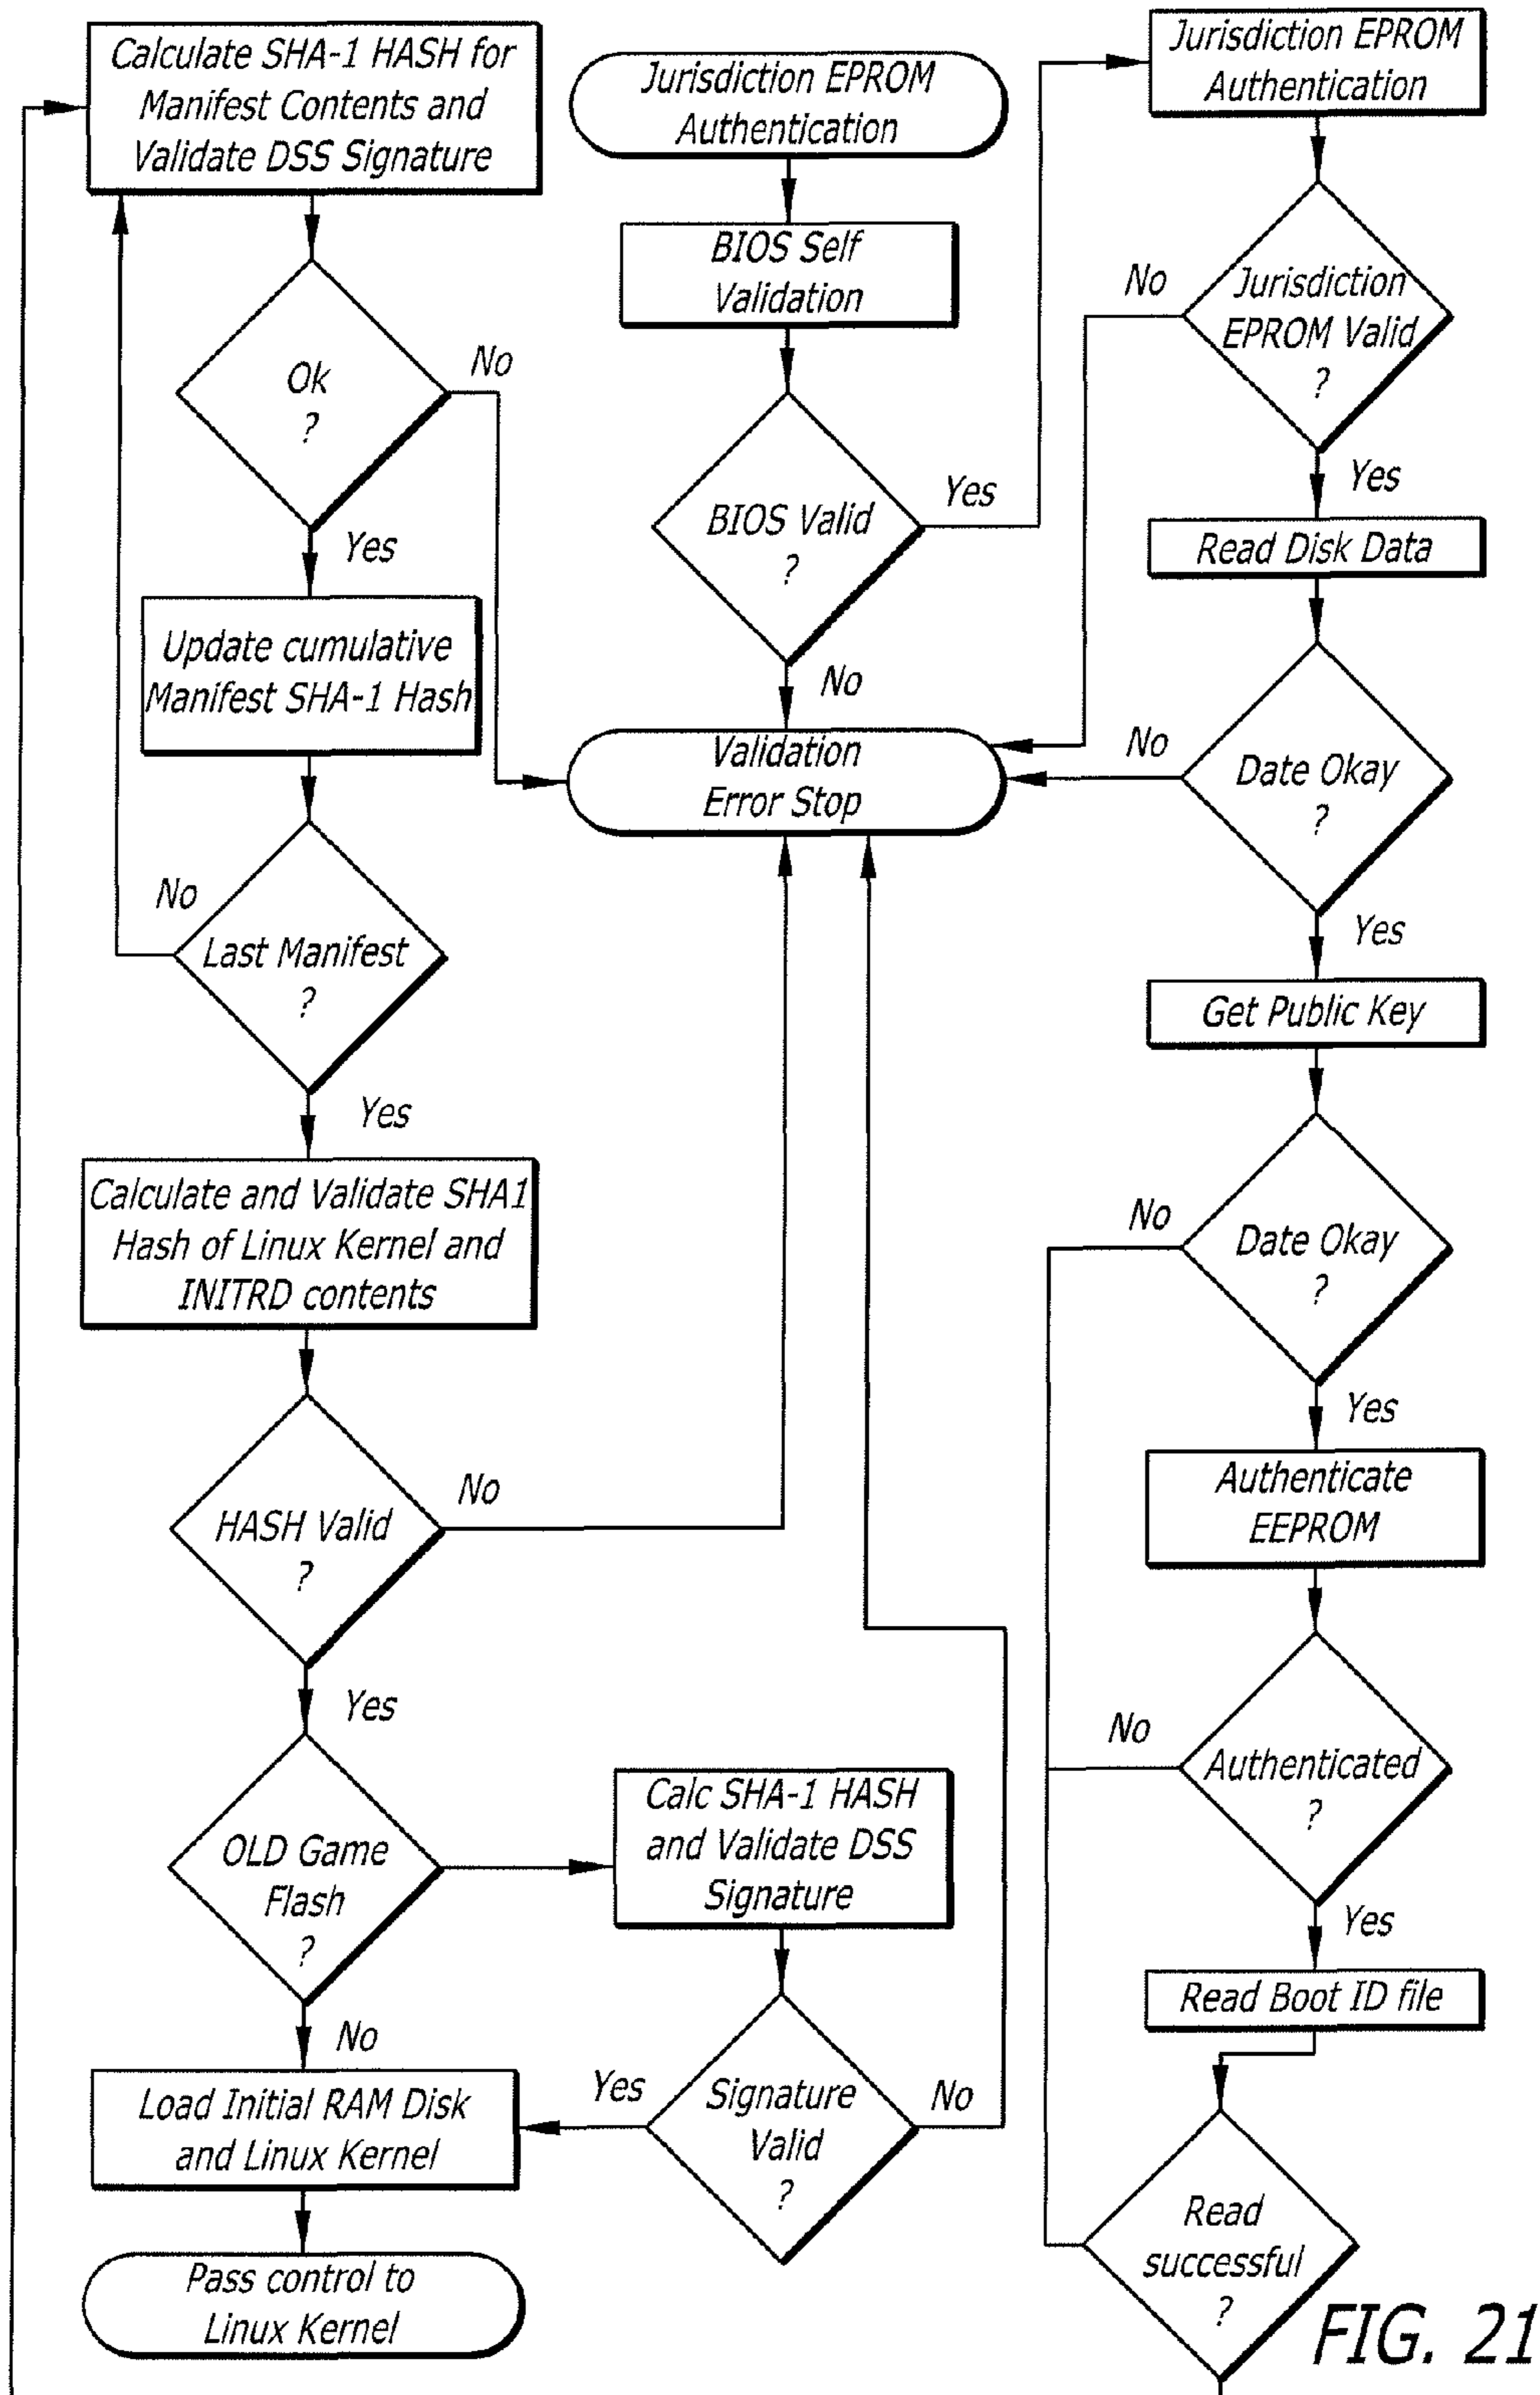 Calculate SHA-1 HASH for
Manifest Contents and
Validate DSS Signature
Ok
?
No
Yes
Update cumulative
Manifest SHA-1 Hash
No
Last Manifest
?
Yes
Calculate and Validate SHA1
Hash of Linux Kernel and
INITRD contents
HASH Valid
?
No
Yes
OLD Game
Flash
?
No
Load Initial RAM Disk
and Linux Kernel
Pass control to
Linux Kernel
Jurisdiction EPROM
Authentication
BIOS Self
Validation
BIOS Valid
?
Yes
No
Validation
Error Stop
Calc SHA-1 HASH
and Validate DSS
Signature
Yes
Signature
Valid
?
No
Jurisdiction EPROM
Authentication
No
Jurisdiction
EPROM Valid
?
Yes
Read Disk Data
No
Date Okay
?
Yes
Get Public Key
No
Date Okay
?
Yes
Authenticate
EEPROM
No
Authenticated
?
Yes
Read Boot ID file
Read
successful
?
FIG. 21